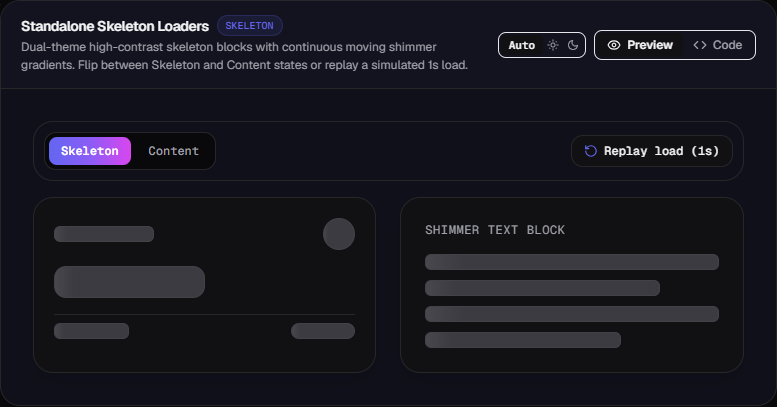 Standalone Skeleton Loaders SKELETON
Dual-theme high-contrast skeleton blocks with continuous moving shimmer
gradients. Flip between Skeleton and Content states or replay a simulated 1s load.
Auto
Preview
Code
Skeleton
Content
Replay load (1s)
SHIMMER TEXT BLOCK